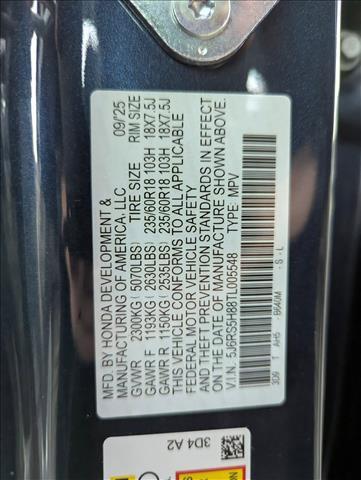 MFD. BY HONDA DEVELOPMENT &
MANUFACTURING OF AMERICA, LLC 09/'25
GVWR 2300KG (5070LBS) TIRE SIZE RIM SIZE
GAWR F 1193KG (2630LBS) 235/60R18 103H 18X7.5J
GAWR R 1150KG (2535LBS) 235/60R18 103H 18X7.5J
THIS VEHICLE CONFORMS TO ALL APPLICABLE
FEDERAL MOTOR VEHICLE SAFETY
AND THEFT PREVENTION STANDARDS IN EFFECT
ON THE DATE OF MANUFACTURE SHOWN ABOVE.
V.I.N. 5J6RS5H88TL005548 TYPE: MPV
3D9 T AH5 B640M - S - L
3D4 A2